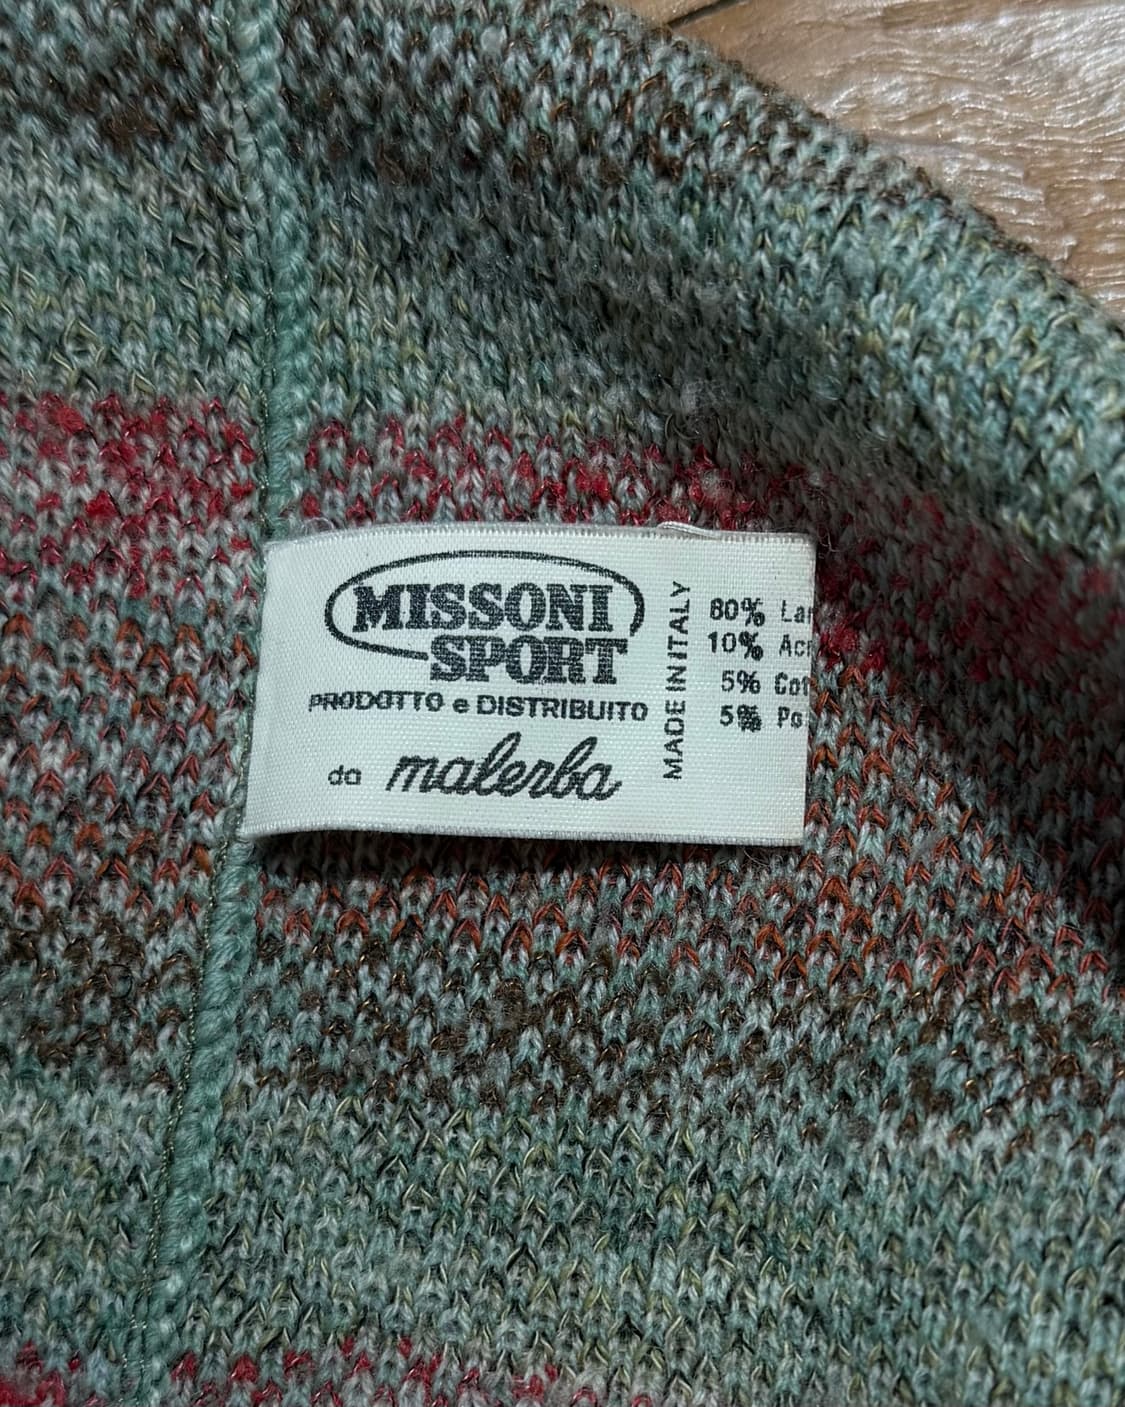 MISSONI
SPORT
PRODOTTO e DISTRIBUITO
da malerba
MADE IN ITALY
80%
10%
5%
5%